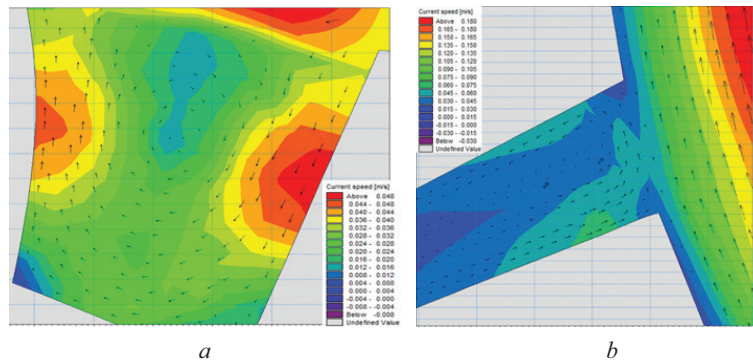 Current speed [m/s]
Above 0.048
0.044 - 0.048
0.040 - 0.044
0.036 - 0.040
0.032 - 0.036
0.028 - 0.032
0.024 - 0.028
0.020 - 0.024
0.016 - 0.020
0.012 - 0.016
0.008 - 0.012
0.004 - 0.008
0.000 - 0.004
-0.004 - 0.000
-0.008 - -0.004
Below -0.008
Undefined Value
a
Current speed [m/s]
Above 0.180
0.165 - 0.180
0.150 - 0.165
0.135 - 0.150
0.120 - 0.135
0.105 - 0.120
0.090 - 0.105
0.075 - 0.090
0.060 - 0.075
0.045 - 0.060
0.030 - 0.045
0.015 - 0.030
0.000 - 0.015
-0.015 - 0.000
-0.030 - -0.015
Below -0.030
Undefined Value
b